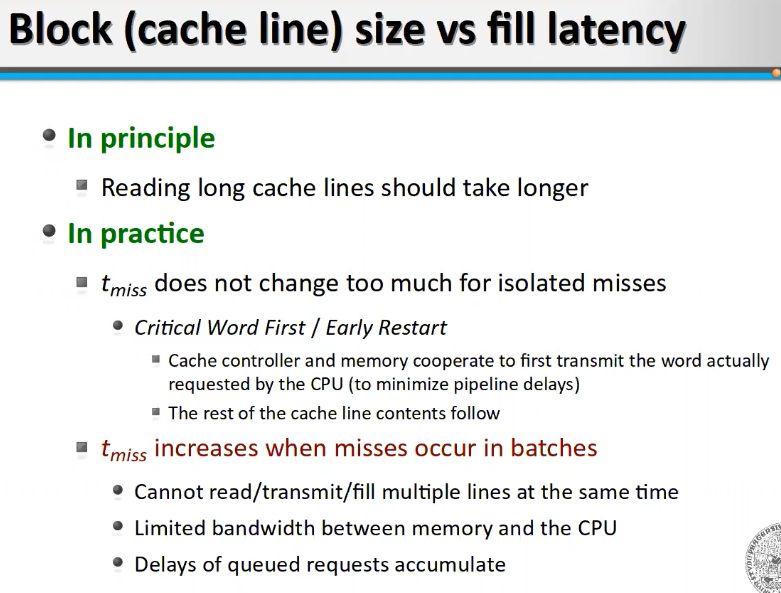 Block (cache line) size vs fill latency
In principle
Reading long cache lines should take longer
In practice
tmiss does not change too much for isolated misses
Critical Word First / Early Restart
Cache controller and memory cooperate to first transmit the word actually
requested by the CPU (to minimize pipeline delays)
The rest of the cache line contents follow
tmiss increases when misses occur in batches
Cannot read/transmit/fill multiple lines at the same time
Limited bandwidth between memory and the CPU
Delays of queued requests accumulate